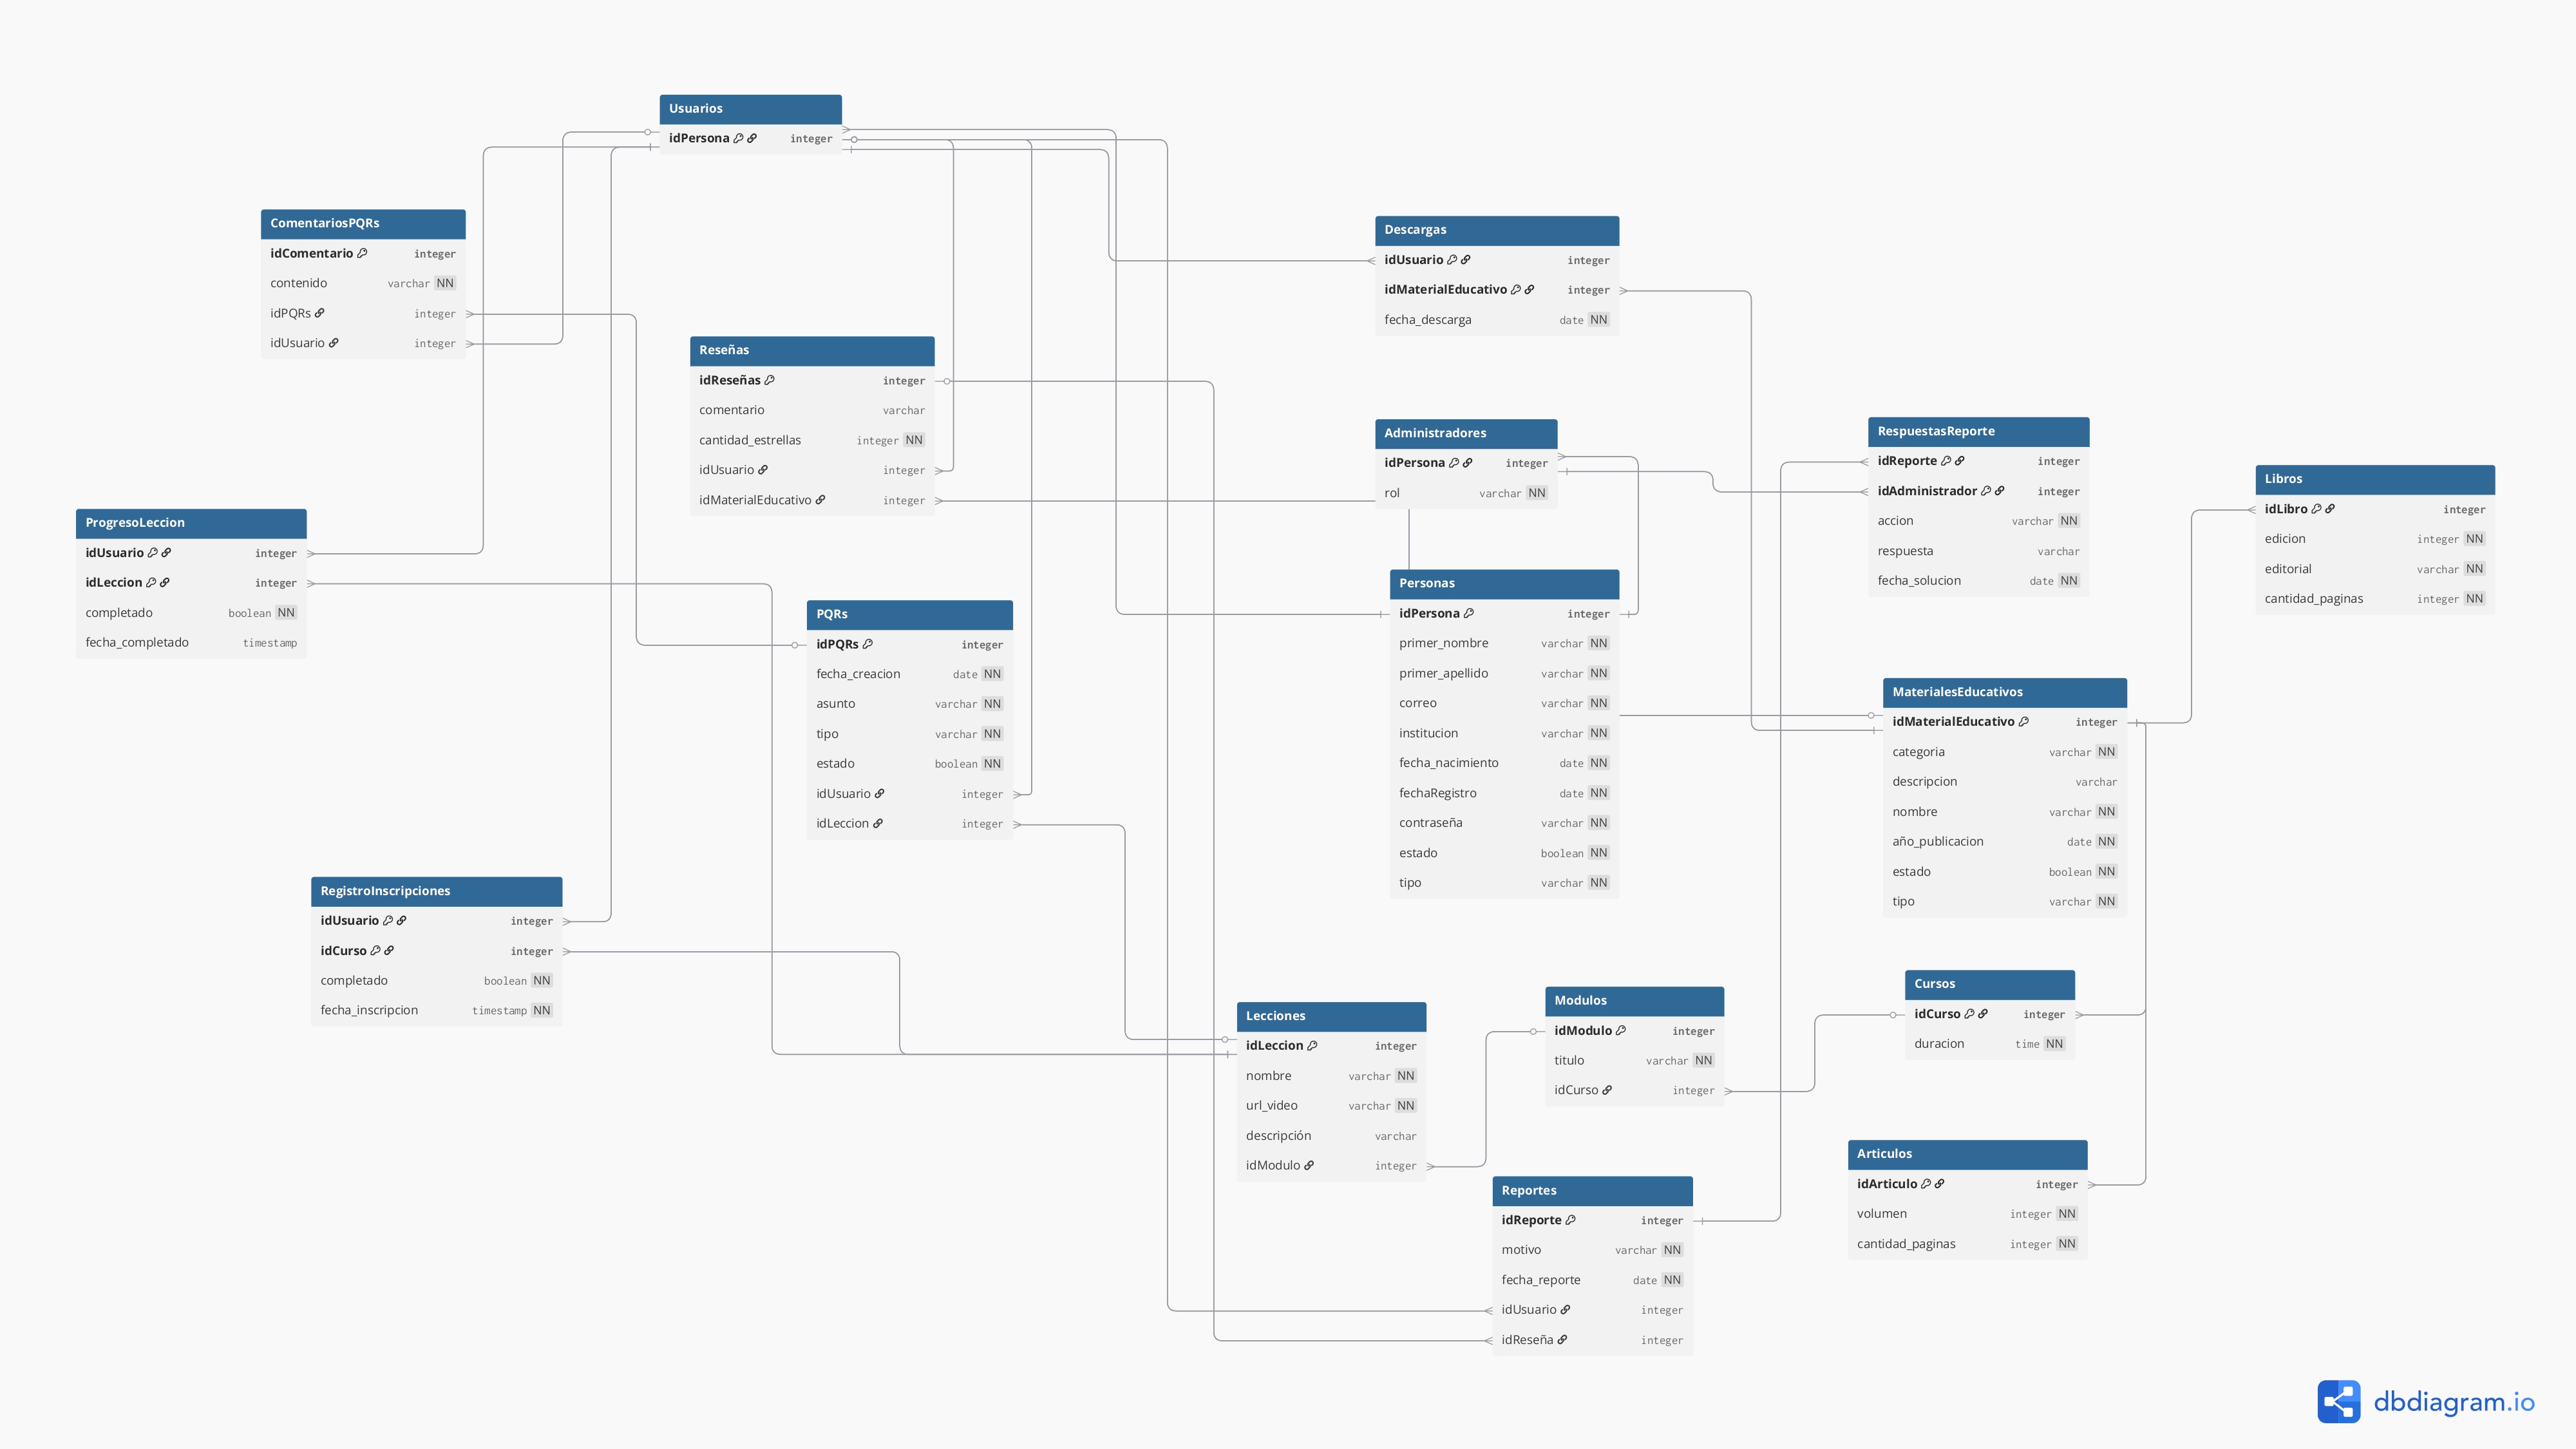 Usuarios
idPersona integer
ComentariosPQRs
idComentario integer
contenido varchar NN
idPQRs integer
idUsuario integer
Descargas
idUsuario integer
idMaterialEducativo integer
fecha_descarga date NN
Reseñas
idReseñas integer
comentario varchar
cantidad_estrellas integer NN
idUsuario integer
idMaterialEducativo integer
Administradores
idPersona integer
rol varchar NN
RespuestasReporte
idReporte integer
idAdministrador integer
accion varchar NN
respuesta varchar
fecha_solucion date NN
Libros
idLibro integer
edicion integer NN
editorial varchar NN
cantidad_paginas integer NN
ProgresoLeccion
idUsuario integer
idLeccion integer
completado boolean NN
fecha_completado timestamp
PQRs
idPQRs integer
fecha_creacion date NN
asunto varchar NN
tipo varchar NN
estado boolean NN
idUsuario integer
idLeccion integer
Personas
idPersona integer
primer_nombre varchar NN
primer_apellido varchar NN
correo varchar NN
institucion varchar NN
fecha_nacimiento date NN
fechaRegistro date NN
contraseña varchar NN
estado boolean NN
tipo varchar NN
MaterialesEducativos
idMaterialEducativo integer
categoria varchar NN
descripcion varchar
nombre varchar NN
año_publicacion date NN
estado boolean NN
tipo varchar NN
RegistroInscripciones
idUsuario integer
idCurso integer
completado boolean NN
fecha_inscripcion timestamp NN
Lecciones
idLeccion integer
nombre varchar NN
url_video varchar NN
descripción varchar
idModulo integer
Modulos
idModulo integer
titulo varchar NN
idCurso integer
Cursos
idCurso integer
duracion time NN
Articulos
idArticulo integer
volumen integer NN
cantidad_paginas integer NN
Reportes
idReporte integer
motivo varchar NN
fecha_reporte date NN
idUsuario integer
idReseña integer
dbdiagram.io